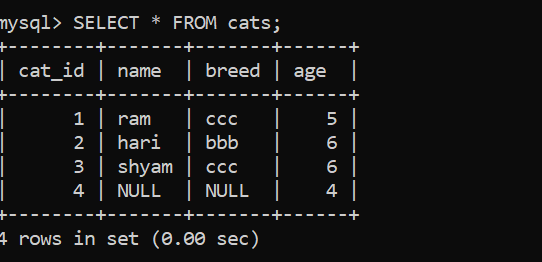 mysql> SELECT * FROM cats;
+--------+-------+-------+------+
| cat_id | name  | breed | age  |
+--------+-------+-------+------+
|      1 | ram   | ccc   |    5 |
|      2 | hari  | bbb   |    6 |
|      3 | shyam | ccc   |    6 |
|      4 | NULL  | NULL  |    4 |
+--------+-------+-------+------+
4 rows in set (0.00 sec)